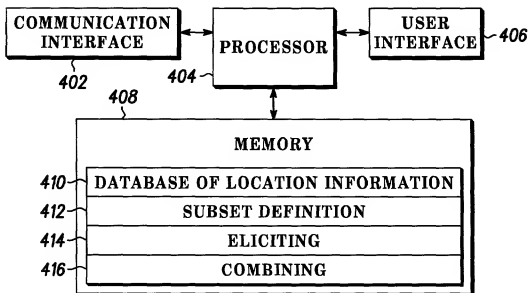 COMMUNICATION
INTERFACE
402
PROCESSOR
404
USER
INTERFACE
406
408
MEMORY
410
DATABASE OF LOCATION INFORMATION
412
SUBSET DEFINITION
414
ELICITING
416
COMBINING